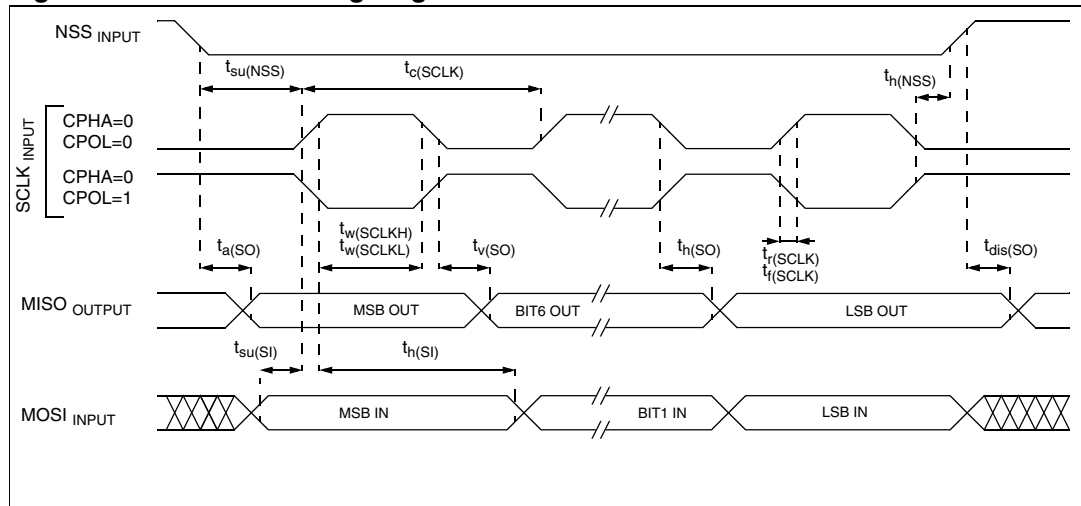 NSS INPUT
tsu(NSS)
tc(SCLK)
th(NSS)
SCLK INPUT
CPHA=0
CPOL=0
CPHA=0
CPOL=1
ta(SO)
tw(SCLKH)
tw(SCLKL)
tv(SO)
th(SO)
tr(SCLK)
tf(SCLK)
tdis(SO)
MISO OUTPUT
MSB OUT
BIT6 OUT
LSB OUT
tsu(SI)
th(SI)
MOSI INPUT
MSB IN
BIT1 IN
LSB IN